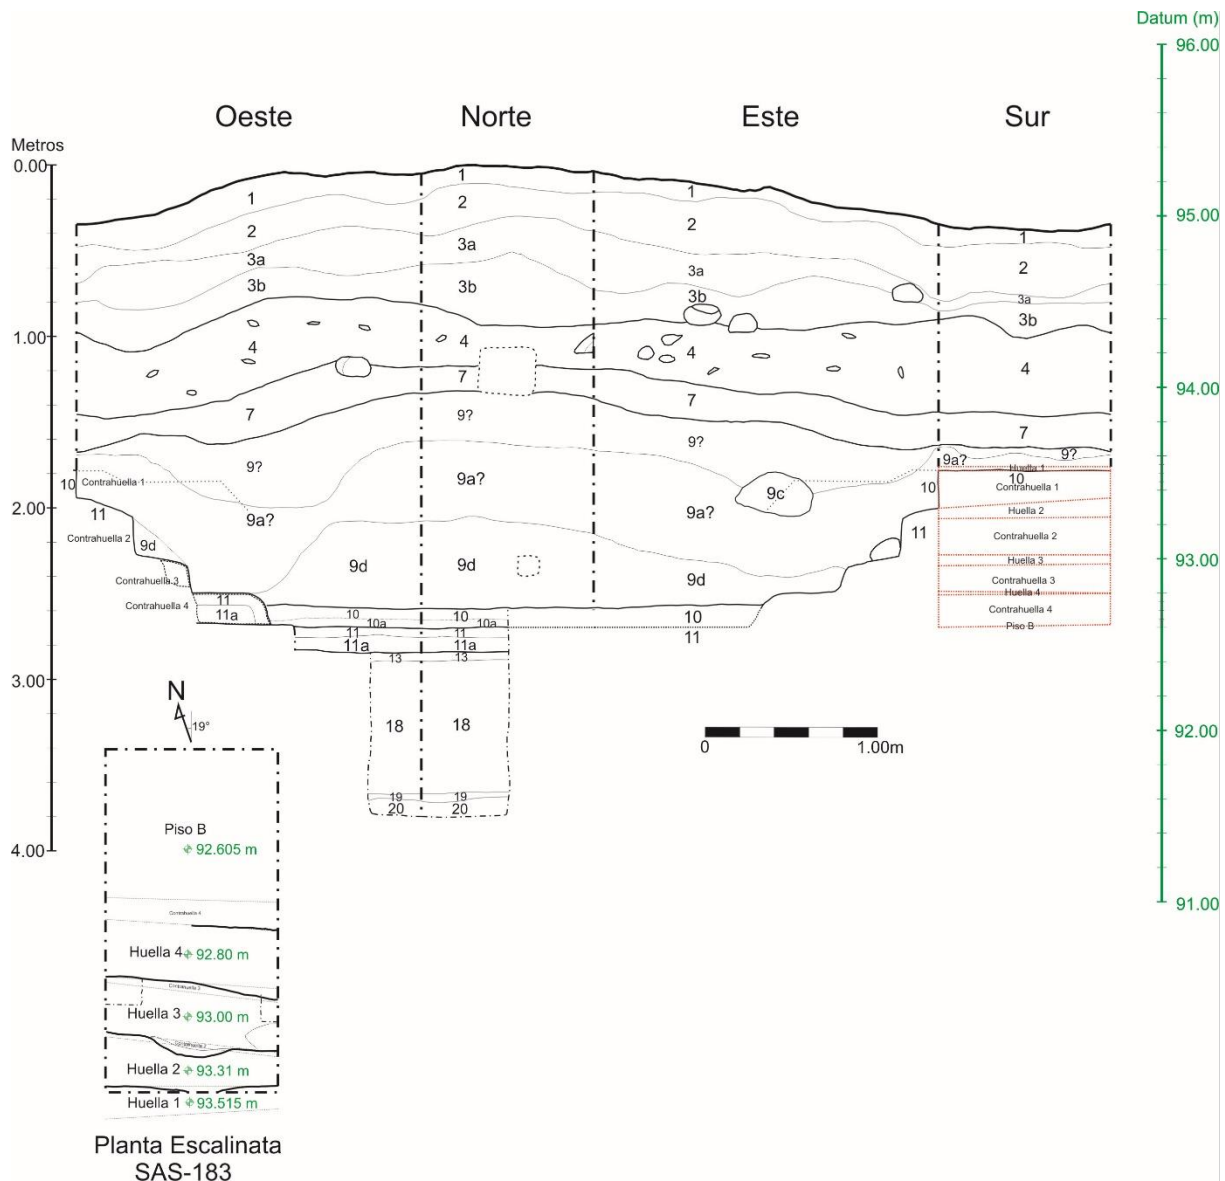 Datum (m)
96.00
Oeste
Norte
Este
Sur
Metros
0.00
1
1
1
1
95.00
2
2
2
2
3a
3a
3a
3a
3b
3b
3b
3b
1.00
4
4
4
4
94.00
7
7
7
7
9?
9?
9?
9a?
9?
Huella 1
10
Contrahuella 1
9a?
9c
10
10
Contrahuella 1
2.00
11
9a?
9a?
11
Huella 2
Contrahuella 2
9d
Contrahuella 2
Contrahuella 3
9d
9d
9d
Huella 3
93.00
Contrahuella 3
Contrahuella 4
11
11a
Huella 4
Contrahuella 4
10
10
10a
10a
10
Piso B
11
11
11
11a
11a
13
13
3.00
N
19°
18
18
92.00
0
1.00m
19
19
20
20
4.00
Piso B
92.605 m
91.00
Contrahuella 4
Huella 4
92.80 m
Contrahuella 3
Huella 3
93.00 m
Contrahuella 2
Huella 2
93.31 m
Huella 1
93.515 m
Planta Escalinata
SAS-183